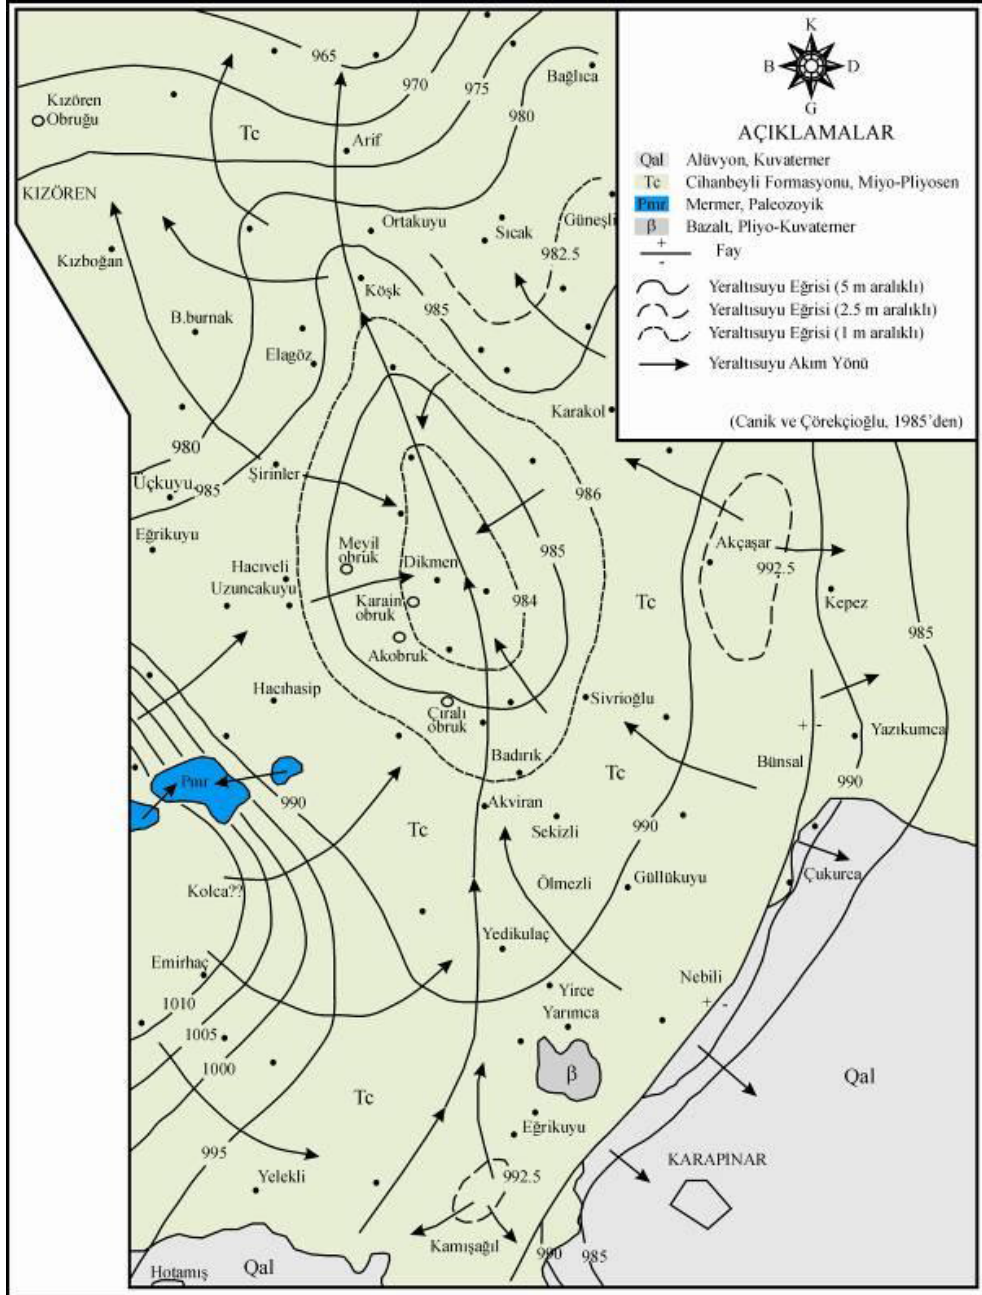 K
B D
G
AÇIKLAMALAR
Qal Alüvyon, Kuvaterner
Tc Cihanbeyli Formasyonu, Miyo-Pliyosen
Pmr Mermer, Paleozoyik
β Bazalt, Pliyo-Kuvaterner
+
- Fay
Yeraltısuyu Eğrisi (5 m aralıklı)
Yeraltısuyu Eğrisi (2.5 m aralıklı)
Yeraltısuyu Eğrisi (1 m aralıklı)
Yeraltısuyu Akım Yönü
(Canik ve Çörekçioğlu, 1985'den)
965
970
975
980
Bağlıca
Kızören
Obruğu
Tc
Arif
KIZÖREN
Ortakuyu
Sıcak
Güneşli
982.5
Kızboğan
Köşk
985
B.burnak
Elagöz
Karakol
980
Şirinler
Üçkuyu
985
986
Eğrikuyu
Meyil
obruk
985
Akçaşar
992.5
Hacıveli
Dikmen
Uzuncakuyu
Karain
obruk
984
Tc
Kepez
985
Akobruk
Hacıhasip
Çıralı
obruk
Sivrioğlu
Yazıkumca
+ -
Badırık
Tc
Bünsal
990
Pmr
990
Akviran
Tc
Sekizli
990
Kolca??
Ölmezli
Güllükuyu
Çukurca
Yedikulaç
Emirhaç
Nebili
+ -
1010
Yirce
Yarımca
1005
1000
β
Qal
Tc
Eğrikuyu
995
Yelekli
992.5
KARAPINAR
Kamışağıl
990
985
Hotamış
Qal